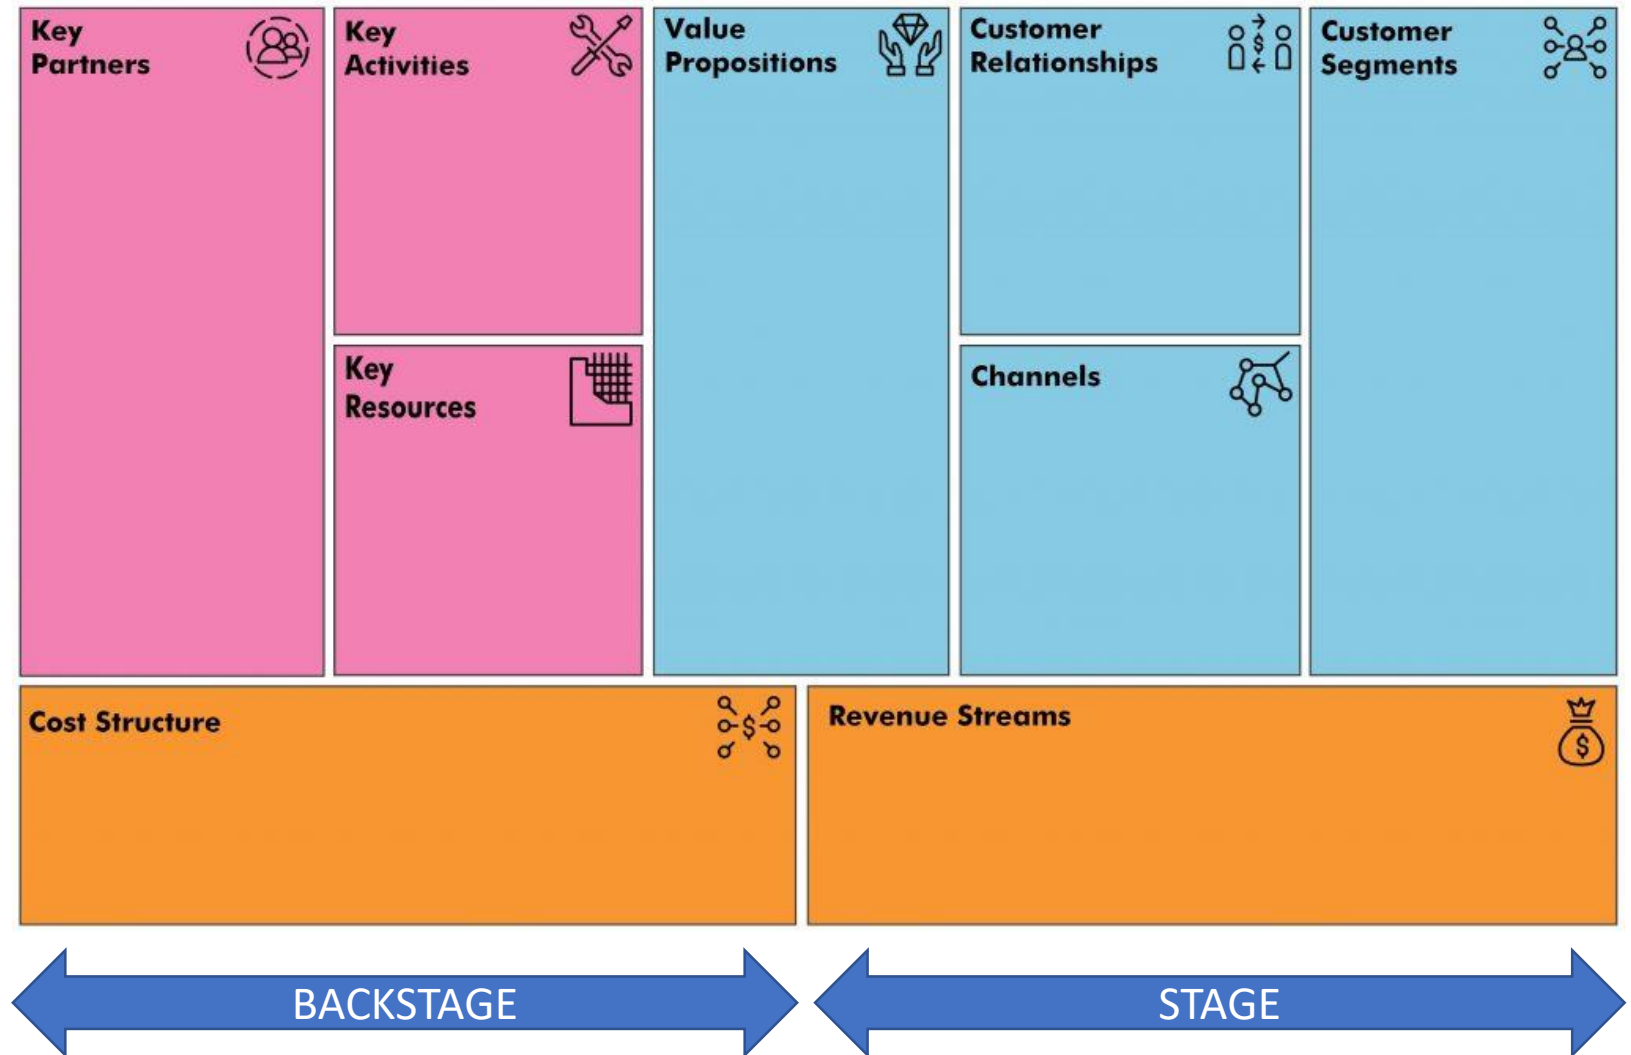 Key
Partners
Key
Activities
Value
Propositions
Customer
Relationships
$
Customer
Segments
Key
Resources
Channels
Cost Structure
$
Revenue Streams
$
BACKSTAGE
STAGE